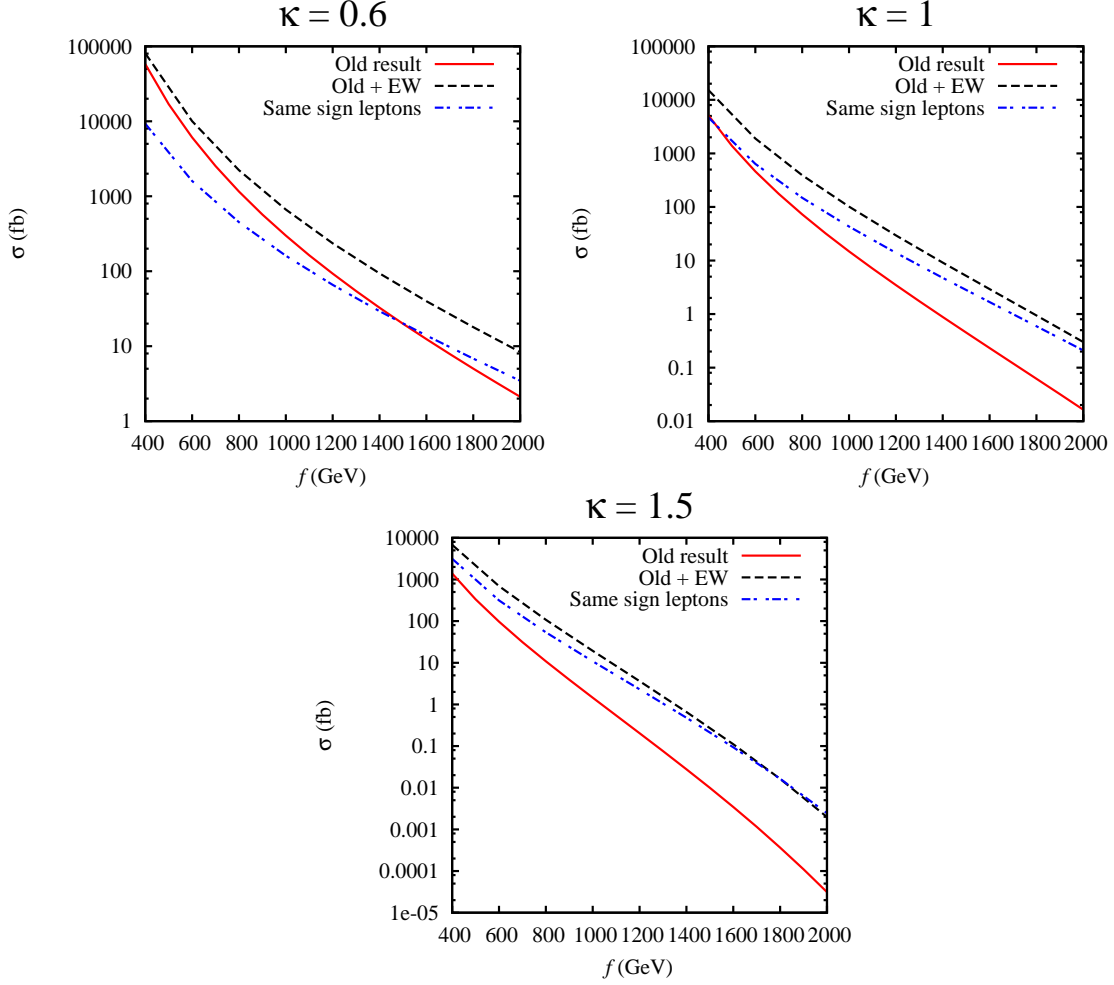 κ = 0.6
100000
10000
1000
100
10
1
σ (fb)
Old result
Old + EW
Same sign leptons
400 600 800 1000 1200 1400 1600 1800 2000
f (GeV)
κ = 1
100000
10000
1000
100
10
1
0.1
0.01
σ (fb)
Old result
Old + EW
Same sign leptons
400 600 800 1000 1200 1400 1600 1800 2000
f (GeV)
κ = 1.5
10000
1000
100
10
1
0.1
0.01
0.001
0.0001
1e-05
σ (fb)
Old result
Old + EW
Same sign leptons
400 600 800 1000 1200 1400 1600 1800 2000
f (GeV)